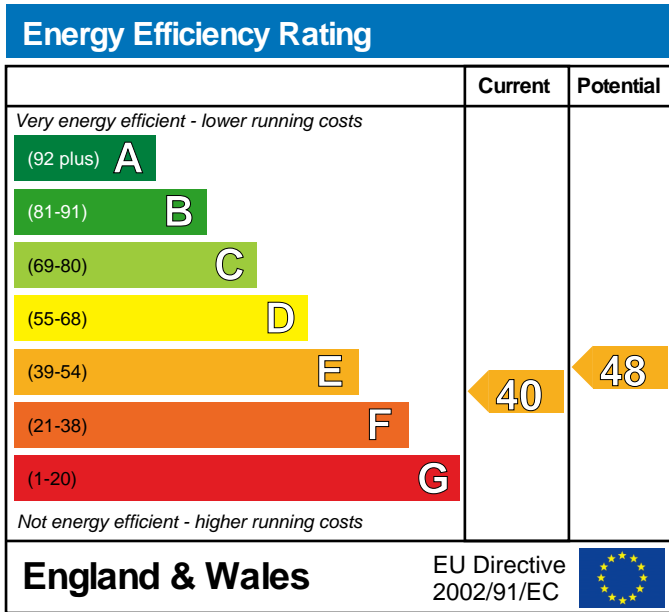 Energy Efficiency Rating
Current Potential
Very energy efficient - lower running costs
(92 plus) A
(81-91) B
(69-80) C
(55-68) D
(39-54) E
(21-38) F
(1-20) G
40
48
Not energy efficient - higher running costs
England & Wales
EU Directive
2002/91/EC